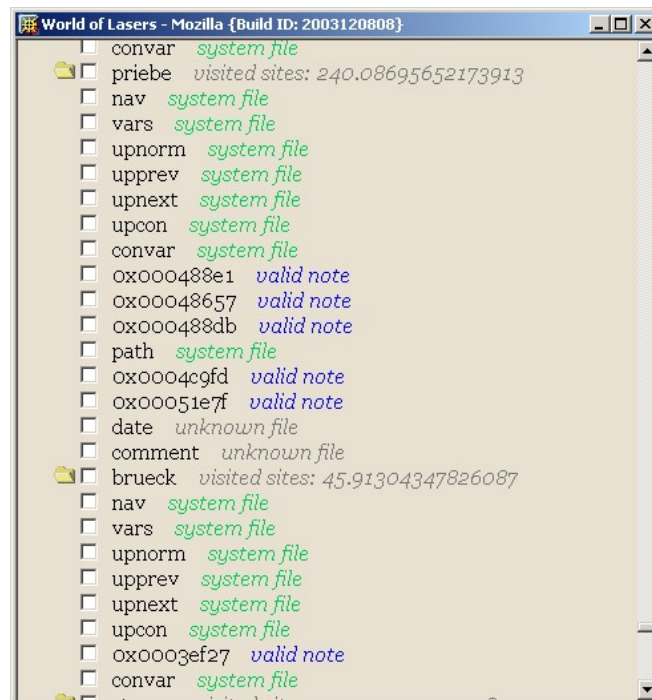 World of Lasers - Mozilla {Build ID: 2003120808}
convar system file
priebe visited sites: 240.08695652173913
nav system file
vars system file
upnorm system file
upprev system file
upnext system file
upcon system file
convar system file
0x000488e1 valid note
0x00048657 valid note
0x000488db valid note
path system file
0x0004c9fd valid note
0x00051e7f valid note
date unknown file
comment unknown file
brueck visited sites: 45.91304347826087
nav system file
vars system file
upnorm system file
upprev system file
upnext system file
upcon system file
0x0003ef27 valid note
convar system file